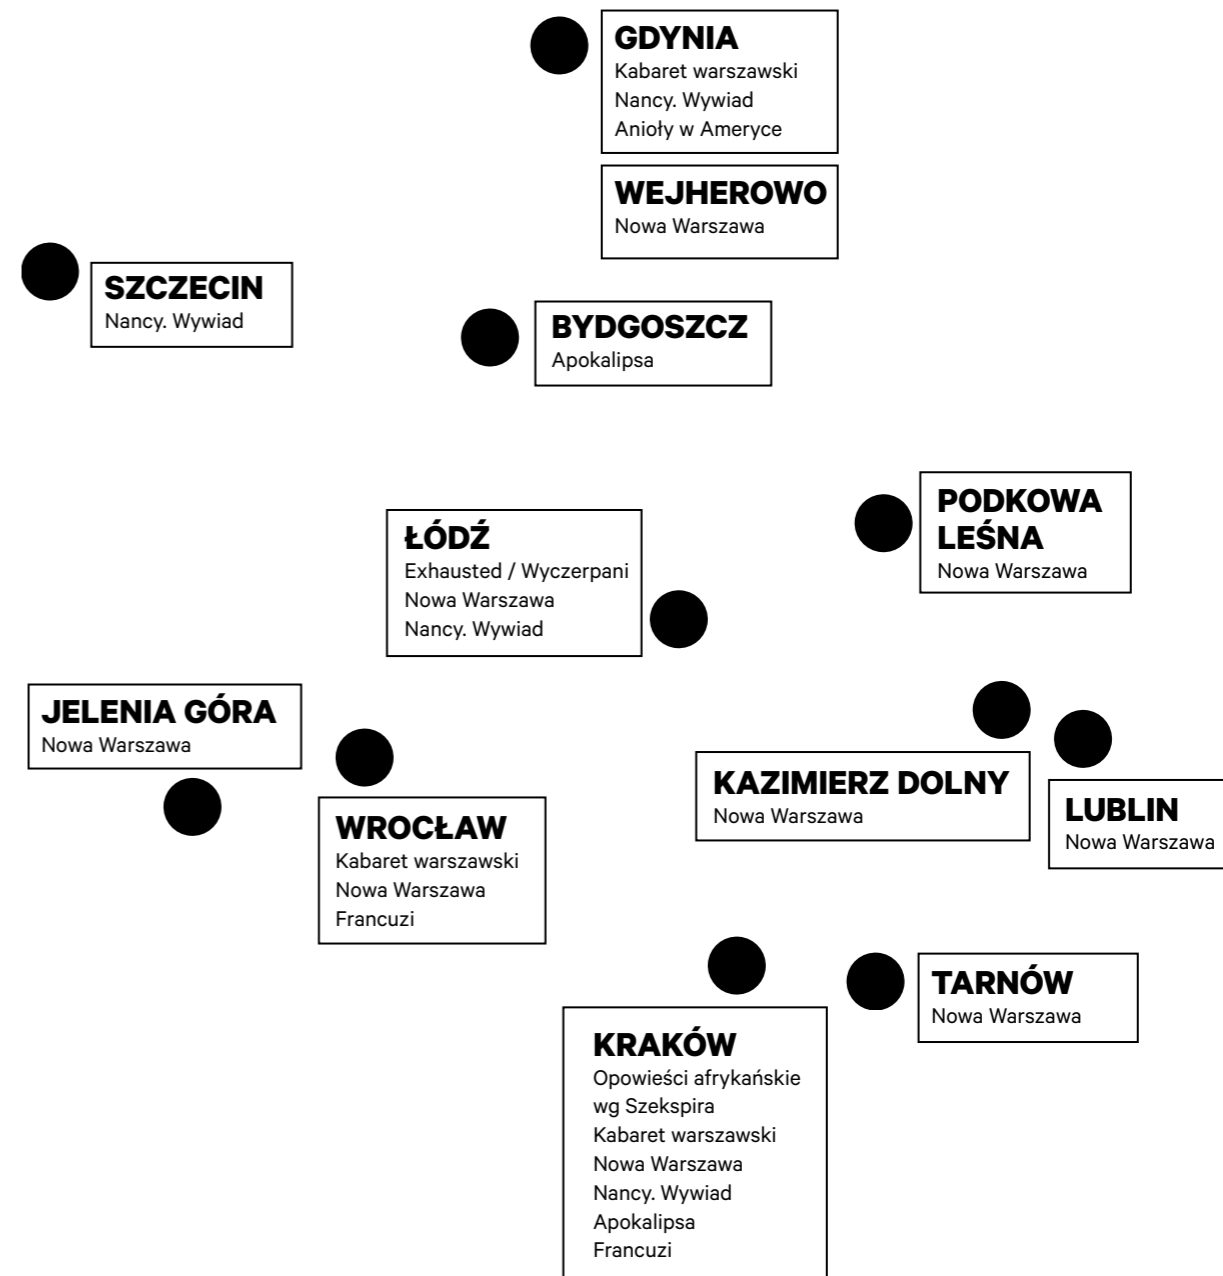 GDYNIA
Kabaret warszawski
Nancy. Wywiad
Anioły w Ameryce
WEJHEROWO
Nowa Warszawa
SZCZECIN
Nancy. Wywiad
BYDGOSZCZ
Apokalipsa
PODKOWA
LEŚNA
Nowa Warszawa
ŁÓDŹ
Exhausted / Wyczerpani
Nowa Warszawa
Nancy. Wywiad
JELENIA GÓRA
Nowa Warszawa
WROCŁAW
Kabaret warszawski
Nowa Warszawa
Francuzi
KAZIMIERZ DOLNY
Nowa Warszawa
LUBLIN
Nowa Warszawa
TARNÓW
Nowa Warszawa
KRAKÓW
Opowieści afrykańskie
wg Szekspira
Kabaret warszawski
Nowa Warszawa
Nancy. Wywiad
Apokalipsa
Francuzi